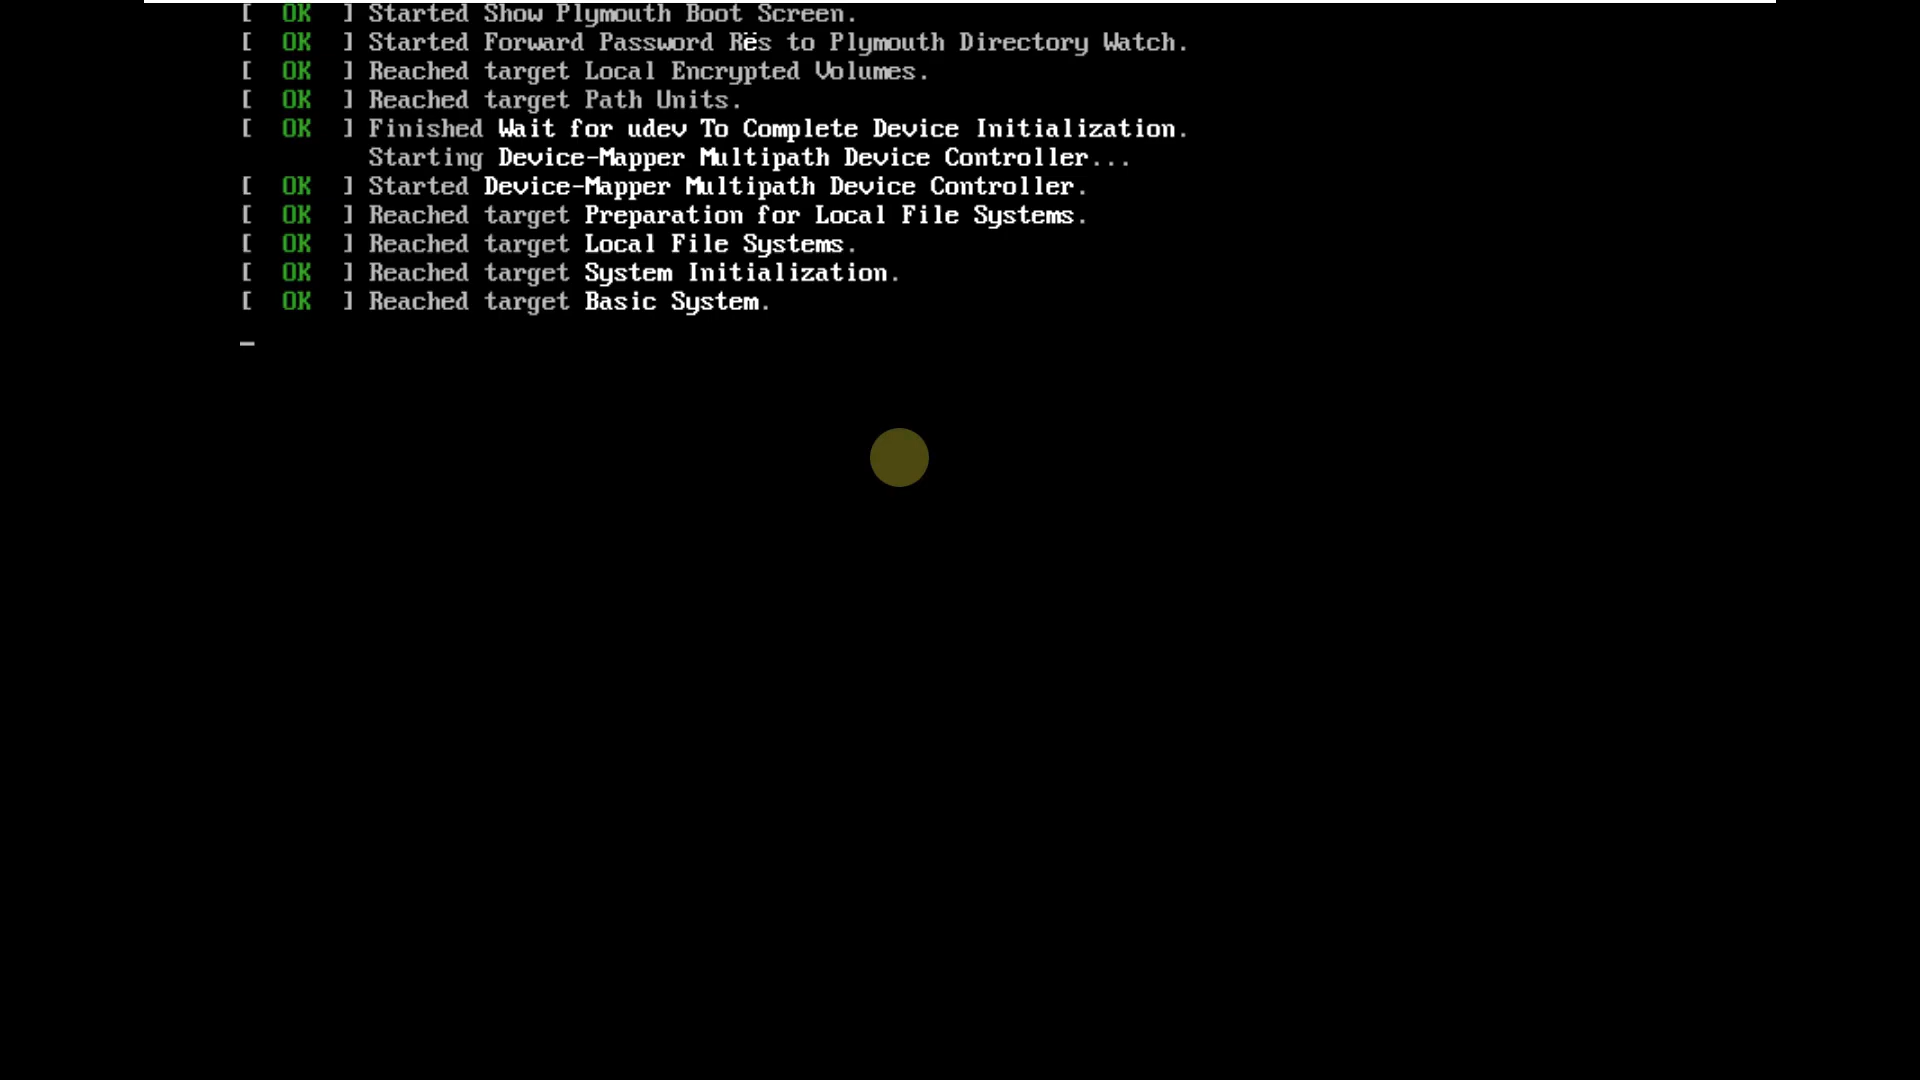 [  OK  ] Started Show Plymouth Boot Screen.
[  OK  ] Started Forward Password Rës to Plymouth Directory Watch.
[  OK  ] Reached target Local Encrypted Volumes.
[  OK  ] Reached target Path Units.
[  OK  ] Finished Wait for udev To Complete Device Initialization.
Starting Device-Mapper Multipath Device Controller...
[  OK  ] Started Device-Mapper Multipath Device Controller.
[  OK  ] Reached target Preparation for Local File Systems.
[  OK  ] Reached target Local File Systems.
[  OK  ] Reached target System Initialization.
[  OK  ] Reached target Basic System.